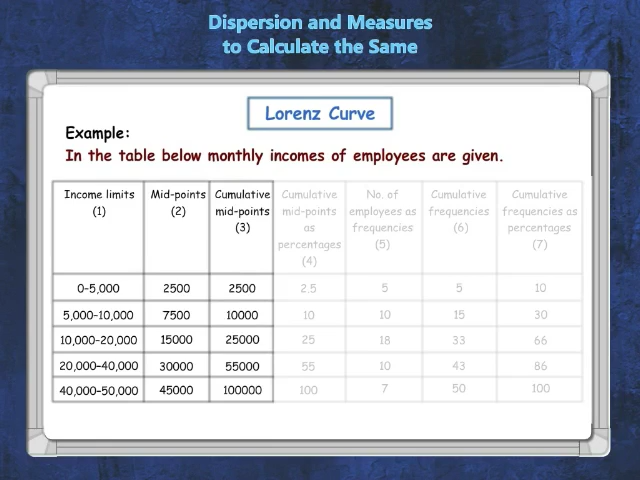 Dispersion and Measures
to Calculate the Same
Lorenz Curve
Example:
In the table below monthly incomes of employees are given.
Income limits (1) Mid-points (2) Cumulative mid-points (3) Cumulative mid-points as percentages (4) No. of employees as frequencies (5) Cumulative frequencies (6) Cumulative frequencies as percentages (7)
0-5,000 2500 2500 2.5 5 5 10
5,000-10,000 7500 10000 10 10 15 30
10,000-20,000 15000 25000 25 18 33 66
20,000-40,000 30000 55000 55 10 43 86
40,000-50,000 45000 100000 100 7 50 100